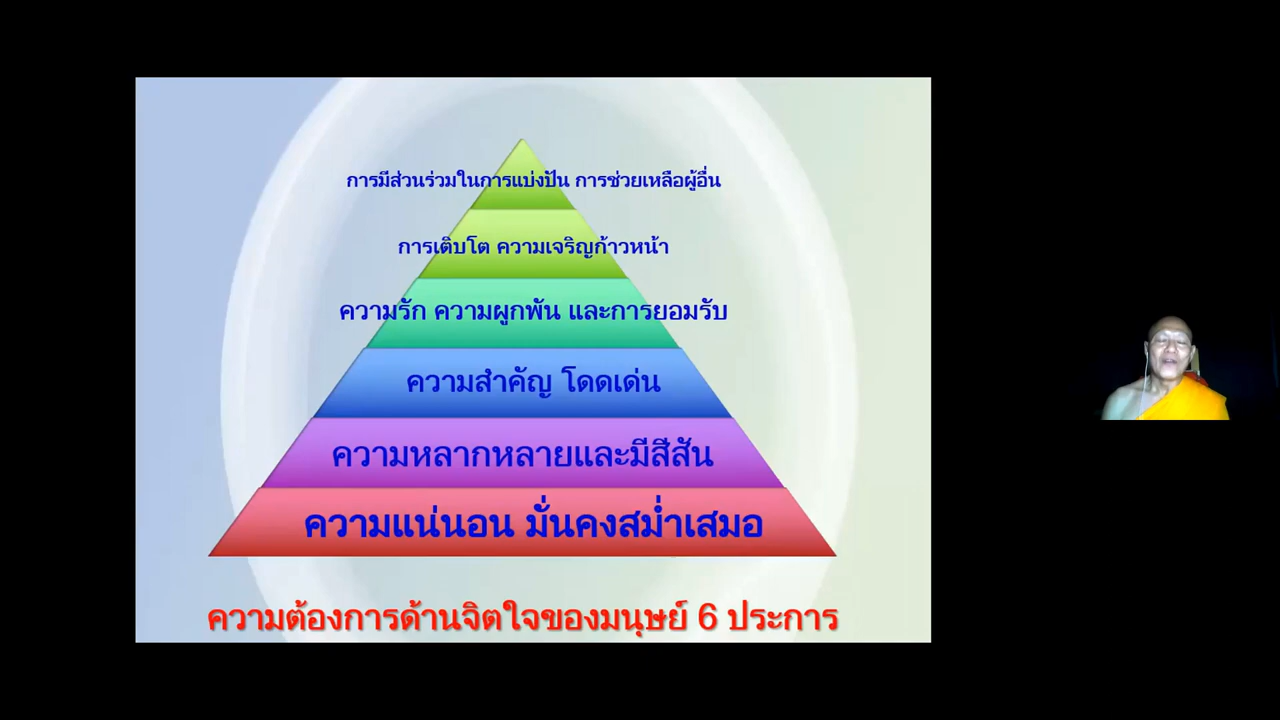 การมีส่วนร่วมในการแบ่งปัน การช่วยเหลือผู้อื่น
การเติบโต ความเจริญก้าวหน้า
ความรัก ความผูกพัน และการยอมรับ
ความสำคัญ โดดเด่น
ความหลากหลายและมีสีสัน
ความแน่นอน มั่นคงสม่ำเสมอ
ความต้องการด้านจิตใจของมนุษย์ 6 ประการ